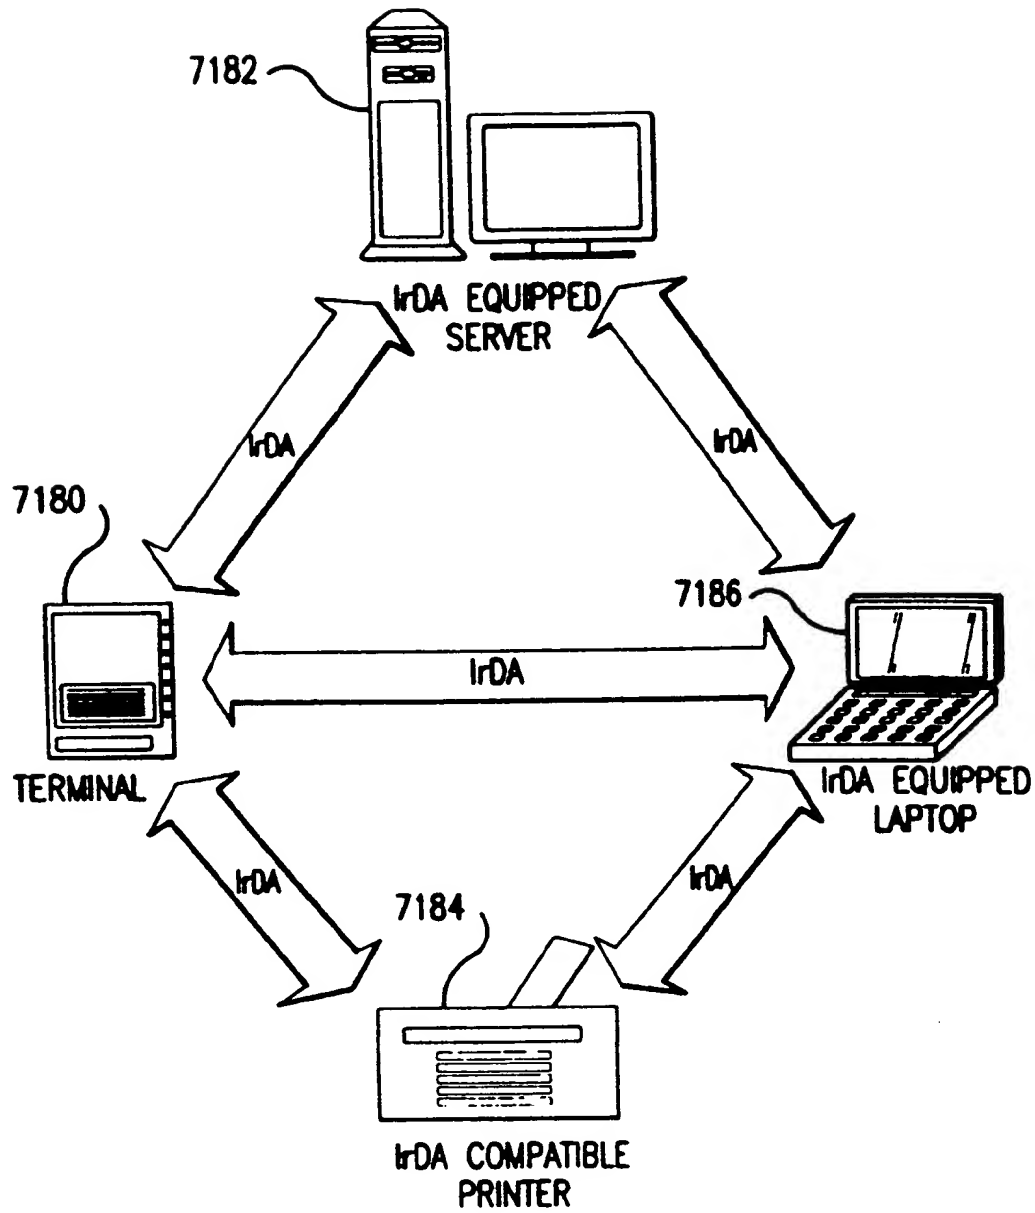 7182
IrDA EQUIPPED
SERVER
IrDA
IrDA
7180
7186
IrDA
TERMINAL
IrDA EQUIPPED
LAPTOP
IrDA
IrDA
7184
IrDA COMPATIBLE
PRINTER